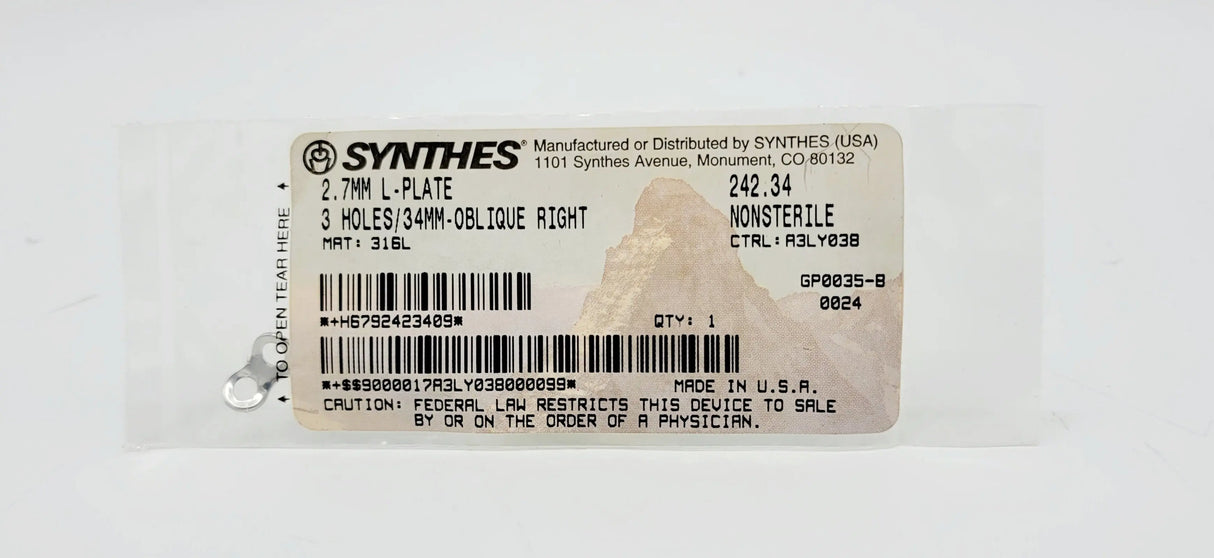 SYNTHES® Manufactured or Distributed by SYNTHES (USA)
1101 Synthes Avenue, Monument, CO 80132
2.7MM L-PLATE 242.34
3 HOLES/34MM-OBLIQUE RIGHT NONSTERILE
MAT: 316L CTRL: A3LY038
GP0035-B
0024
*+H6792423409* QTY: 1
*+$$9000017A3LY038000099* MADE IN U.S.A.
CAUTION: FEDERAL LAW RESTRICTS THIS DEVICE TO SALE
BY OR ON THE ORDER OF A PHYSICIAN.
TO OPEN TEAR HERE